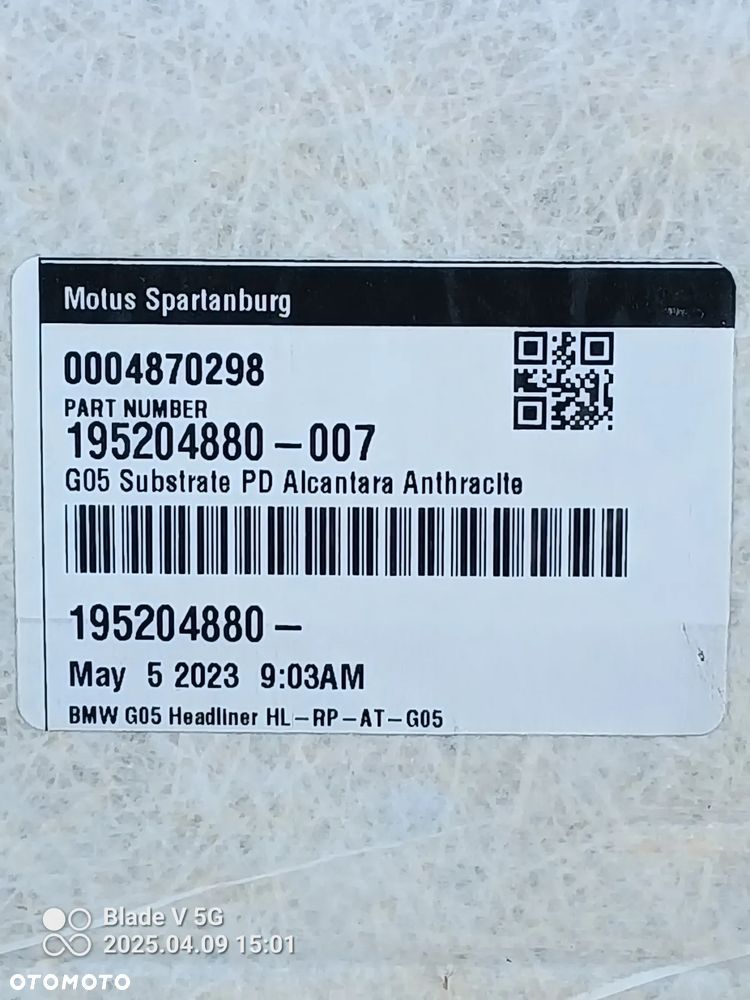 Motus Spartanburg
0004870298
PART NUMBER
195204880-007
G05 Substrate PD Alcantara Anthracite
195204880-
May 5 2023 9:03AM
BMW G05 Headliner HL-RP-AT-G05
Blade V 5G
2025.04.09 15:01
OTOMOTO